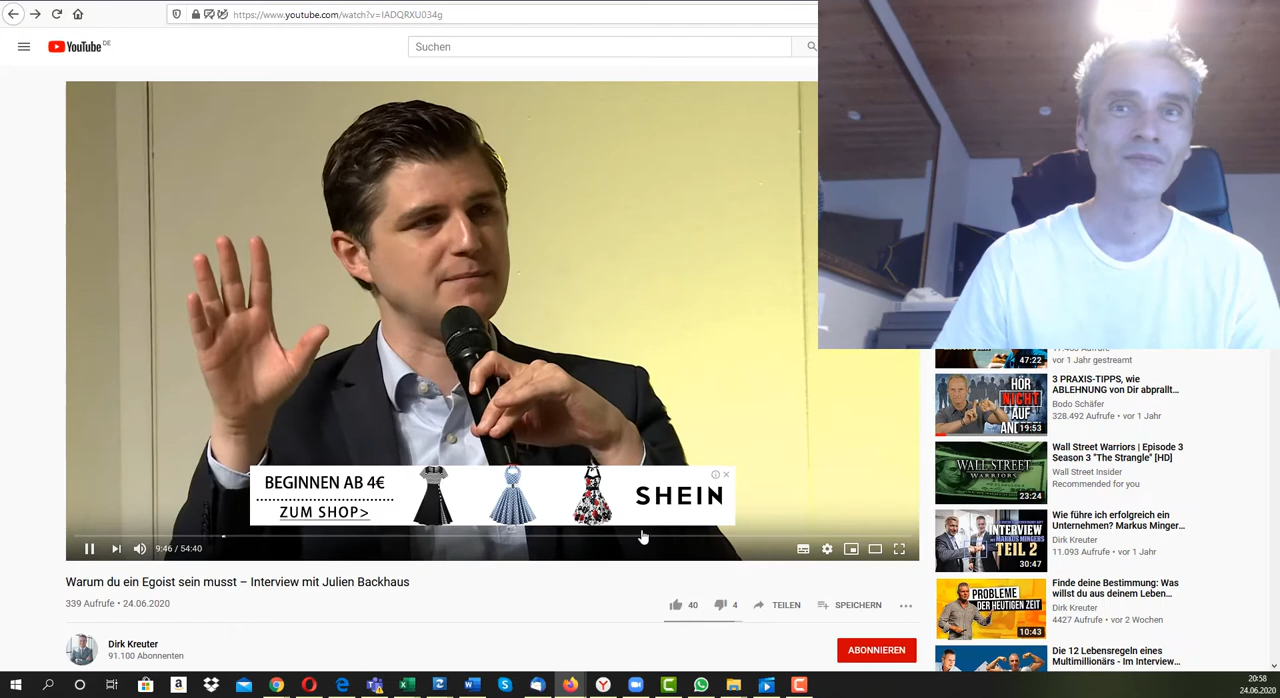 https://www.youtube.com/watch?v=IADQRXU034g
YouTube DE
Suchen
BEGINNEN AB 4€
ZUM SHOP>
SHEIN
9:46 / 54:40
Warum du ein Egoist sein musst – Interview mit Julien Backhaus
339 Aufrufe • 24.06.2020
40
4
TEILEN
SPEICHERN
Dirk Kreuter
91.100 Abonnenten
ABONNIEREN
47:22
vor 1 Jahr gestreamt
HÖR
NICHT
AUF
19:53
3 PRAXIS-TIPPS, wie
ABLEHNUNG von Dir abprallt...
Bodo Schäfer
328.492 Aufrufe • vor 1 Jahr
WALL STREET
WARRIORS
23:24
Wall Street Warriors | Episode 3
Season 3 "The Strangle" [HD]
Wall Street Insider
Recommended for you
INTERVIEW
TEIL 2
30:47
Wie führe ich erfolgreich ein
Unternehmen? Markus Minger...
Dirk Kreuter
11.093 Aufrufe • vor 1 Jahr
PROBLEME
DER HEUTIGEN ZEIT
10:43
Finde deine Bestimmung: Was
willst du aus deinem Leben...
Dirk Kreuter
4427 Aufrufe • vor 2 Wochen
Die 12 Lebensregeln eines
Multimillionärs - Im Interview...
20:58
24.06.2020